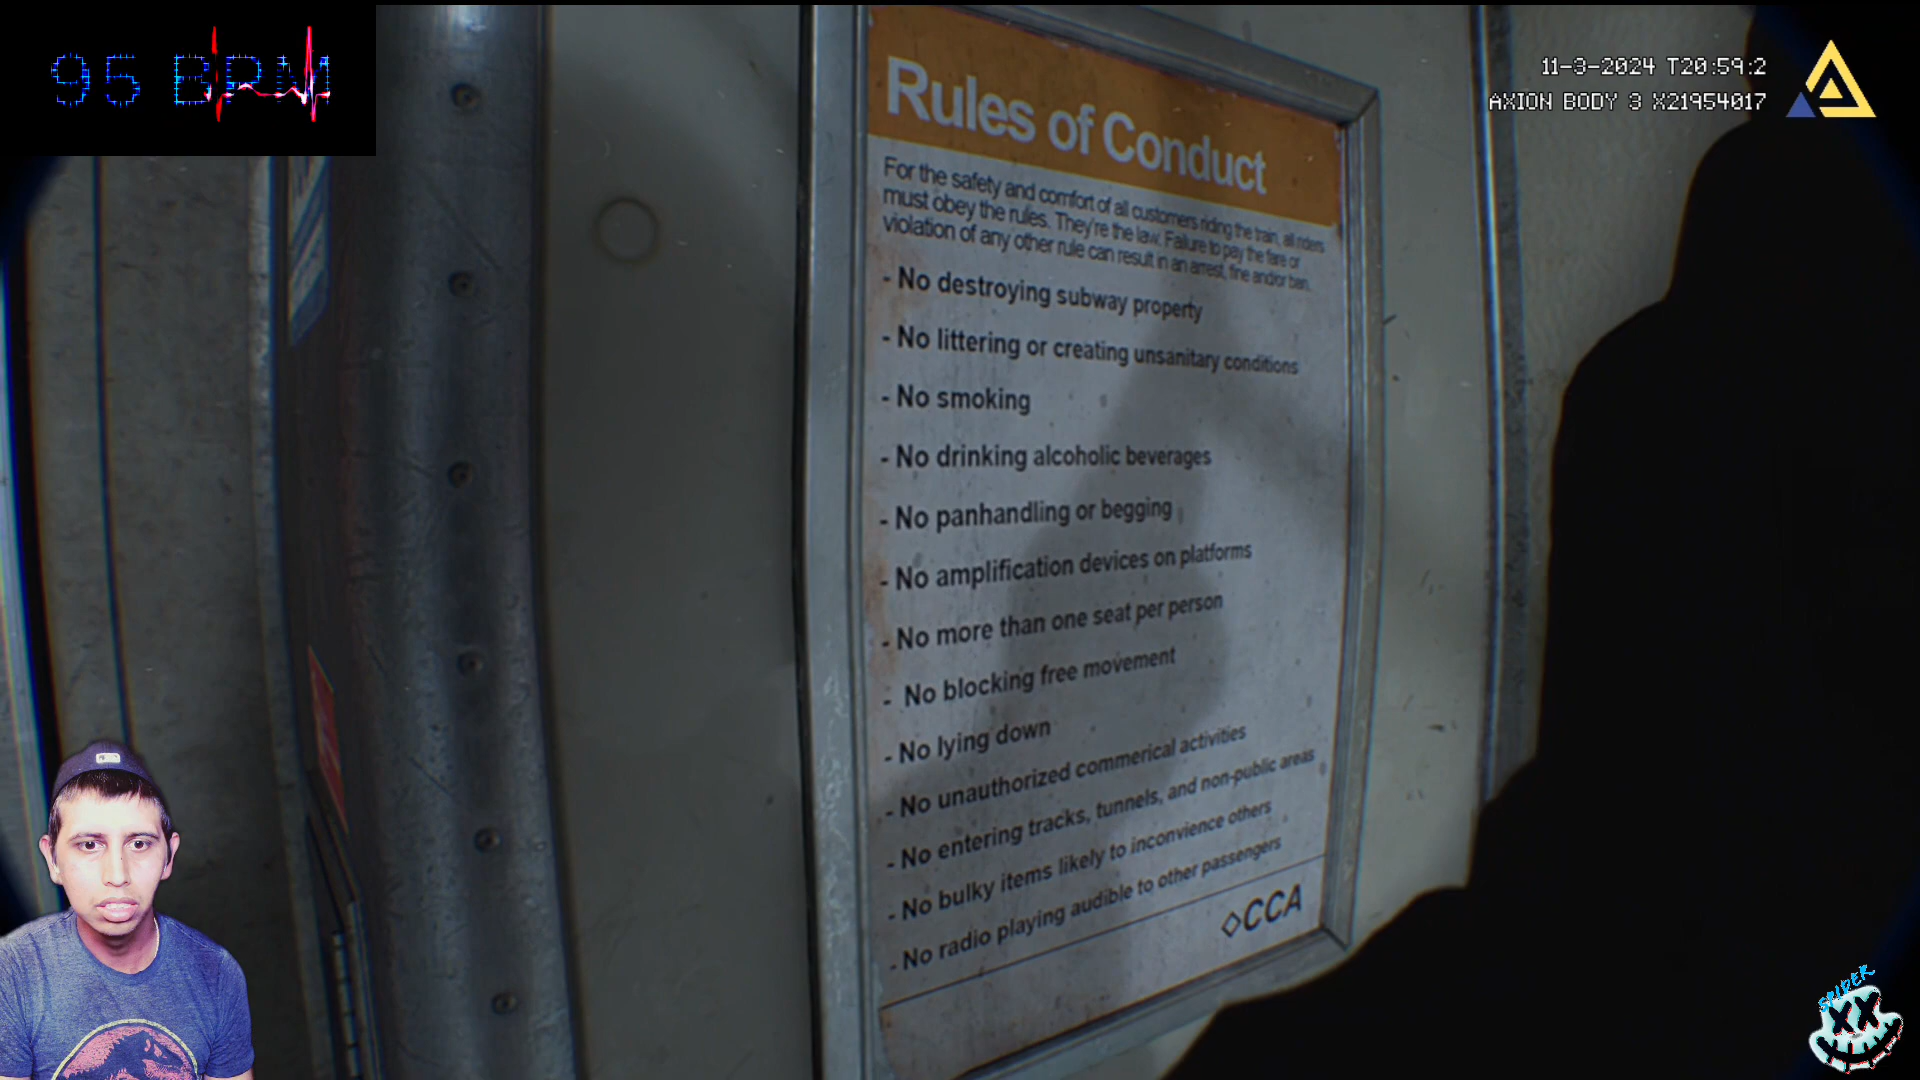 95 BPM
11-3-2024 T20:59:2
AXION BODY 3 X21954017
Rules of Conduct
For the safety and comfort of all customers riding the train, all riders
must obey the rules. They're the law. Failure to pay the fare or
violation of any other rule can result in an arrest, fine and/or ban.
- No destroying subway property
- No littering or creating unsanitary conditions
- No smoking
- No drinking alcoholic beverages
- No panhandling or begging
- No amplification devices on platforms
- No more than one seat per person
- No blocking free movement
- No lying down
- No unauthorized commerical activities
- No entering tracks, tunnels, and non-public areas
- No bulky items likely to inconvience others
- No radio playing audible to other passengers
◇CCA
SPIDER
XX